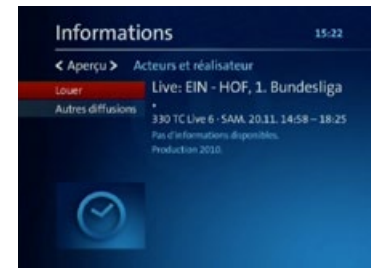 Informations 15:22
< Aperçu > Acteurs et réalisateur
Louer
Live: EIN - HOF, 1. Bundesliga
Autres diffusions
330 TC Live 6 - SAM. 20.11. 14:58 – 18:25
Pas d'informations disponibles.
Production 2010.